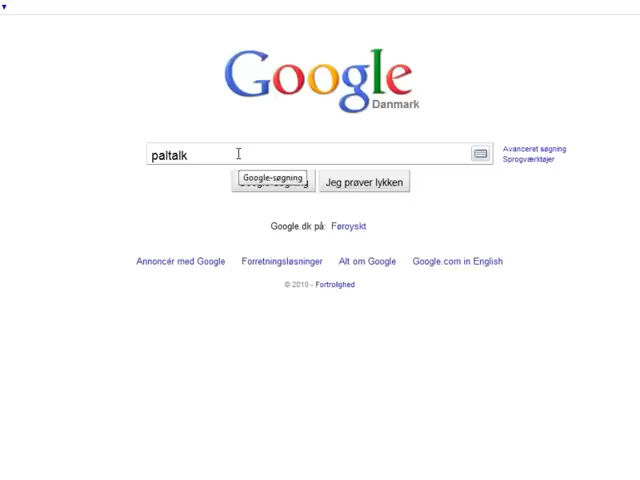 Google
Danmark
paltalk
Avanceret søgning
Sprogværktøjer
Google-søgning
Jeg prøver lykken
Google.dk på: Føroyskt
Annoncér med Google Forretningsløsninger Alt om Google Google.com in English
© 2010 - Fortrolighed